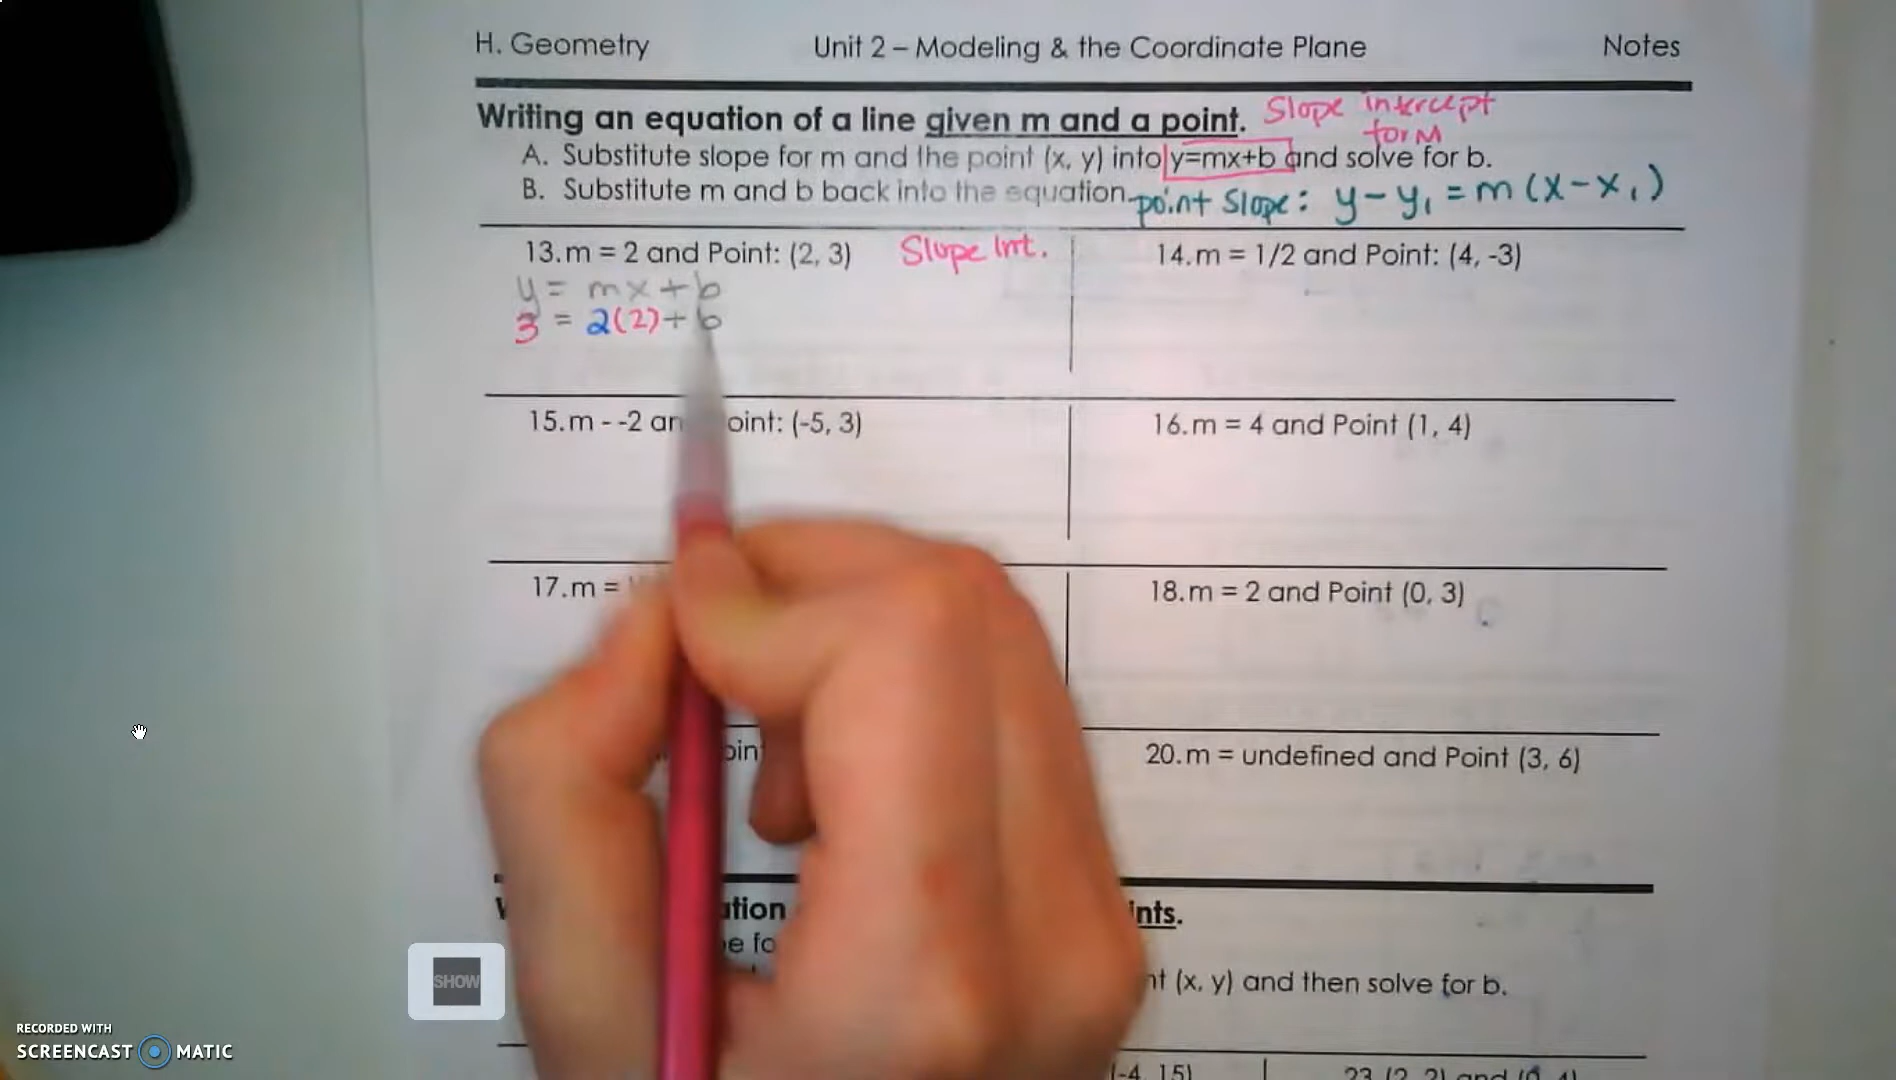 H. Geometry Unit 2 – Modeling & the Coordinate Plane Notes
Writing an equation of a line given m and a point. Slope intercept form
A. Substitute slope for m and the point (x, y) into y=mx+b and solve for b.
B. Substitute m and b back into the equation. point Slope: y-y₁ = m(x-x₁)
13. m = 2 and Point: (2, 3) Slope Int.
y = mx+b
3 = 2(2)+b
14. m = 1/2 and Point: (4, -3)
15. m - -2 oint: (-5, 3)
16. m = 4 and Point (1, 4)
17. m =
18. m = 2 and Point (0, 3)
20. m = undefined and Point (3, 6)
(x, y) and then solve for b.
SHOW
RECORDED WITH
SCREENCAST MATIC